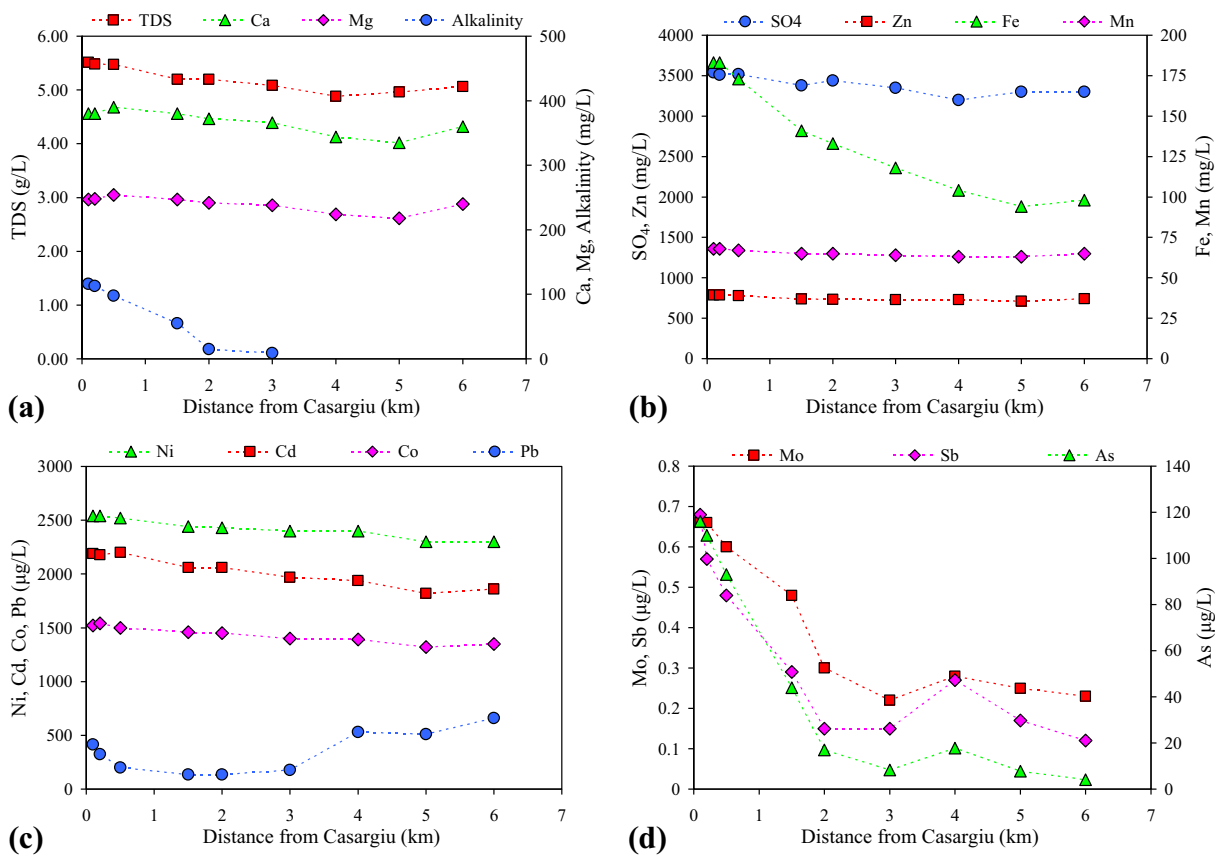 TDS Ca Mg Alkalinity
6.00 500
5.00 400
4.00 300
3.00
2.00 200
1.00 100
0.00 0
TDS (g/L)
Ca, Mg, Alkalinity (mg/L)
0 1 2 3 4 5 6 7
Distance from Casargiu (km)
(a)
SO4 Zn Fe Mn
4000 200
3500 175
3000 150
2500 125
2000 100
1500 75
1000 50
500 25
0 0
SO4, Zn (mg/L)
Fe, Mn (mg/L)
0 1 2 3 4 5 6 7
Distance from Casargiu (km)
(b)
Ni Cd Co Pb
3000
2500
2000
1500
1000
500
0
Ni, Cd, Co, Pb (µg/L)
0 1 2 3 4 5 6 7
Distance from Casargiu (km)
(c)
Mo Sb As
0.8 140
0.7 120
0.6 100
0.5 80
0.4
0.3 60
0.2 40
0.1 20
0 0
Mo, Sb (µg/L)
As (µg/L)
0 1 2 3 4 5 6 7
Distance from Casargiu (km)
(d)